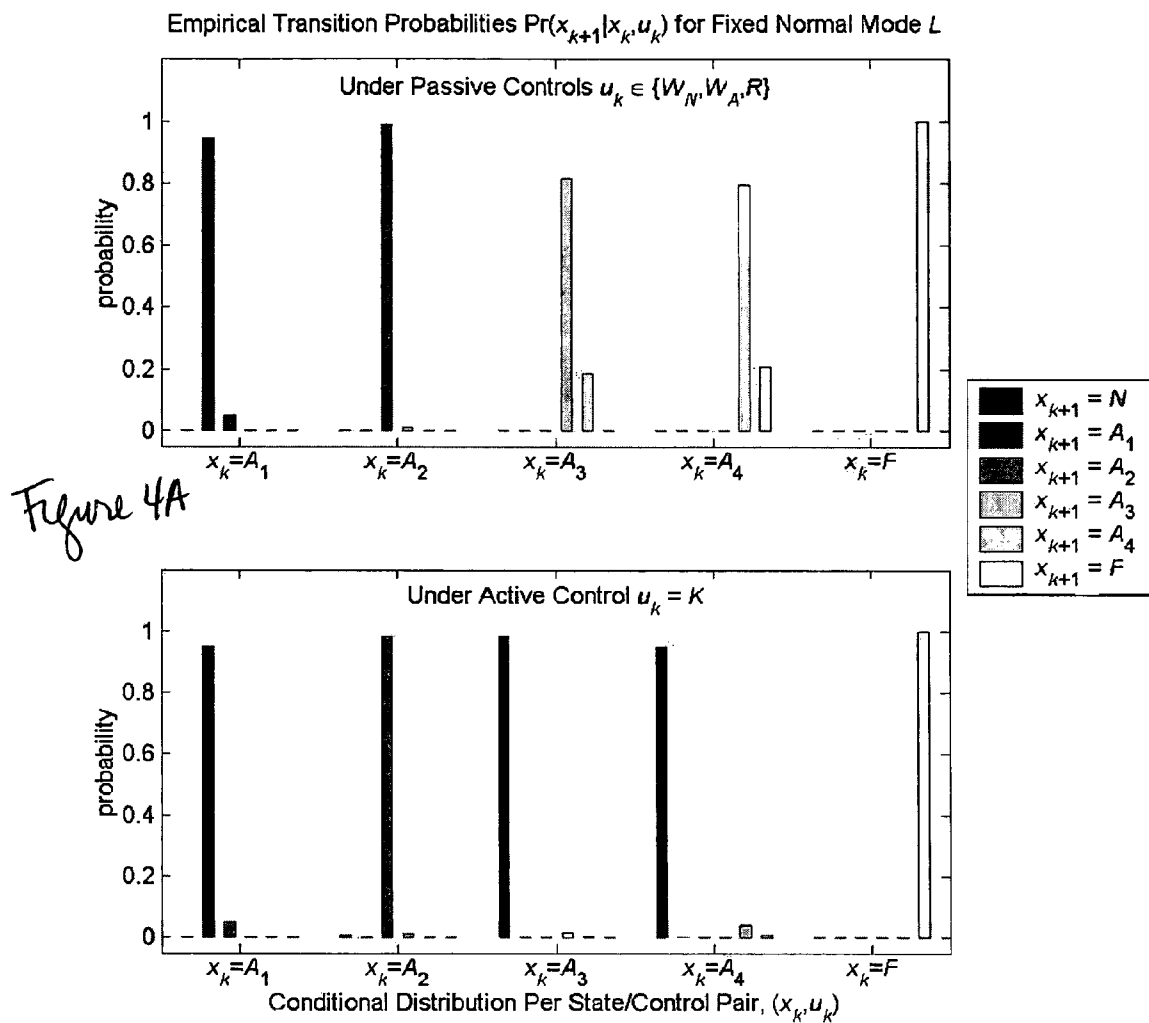 Empirical Transition Probabilities Pr(x_{k+1}|x_k,u_k) for Fixed Normal Mode L
Under Passive Controls u_k ∈ {W_N,W_A,R}
1
0.8
0.6
0.4
0.2
0
probability
x_k=A_1 x_k=A_2 x_k=A_3 x_k=A_4 x_k=F
x_{k+1} = N
x_{k+1} = A_1
x_{k+1} = A_2
x_{k+1} = A_3
x_{k+1} = A_4
x_{k+1} = F
Figure 4A
Under Active Control u_k = K
1
0.8
0.6
0.4
0.2
0
probability
x_k=A_1 x_k=A_2 x_k=A_3 x_k=A_4 x_k=F
Conditional Distribution Per State/Control Pair, (x_k,u_k)